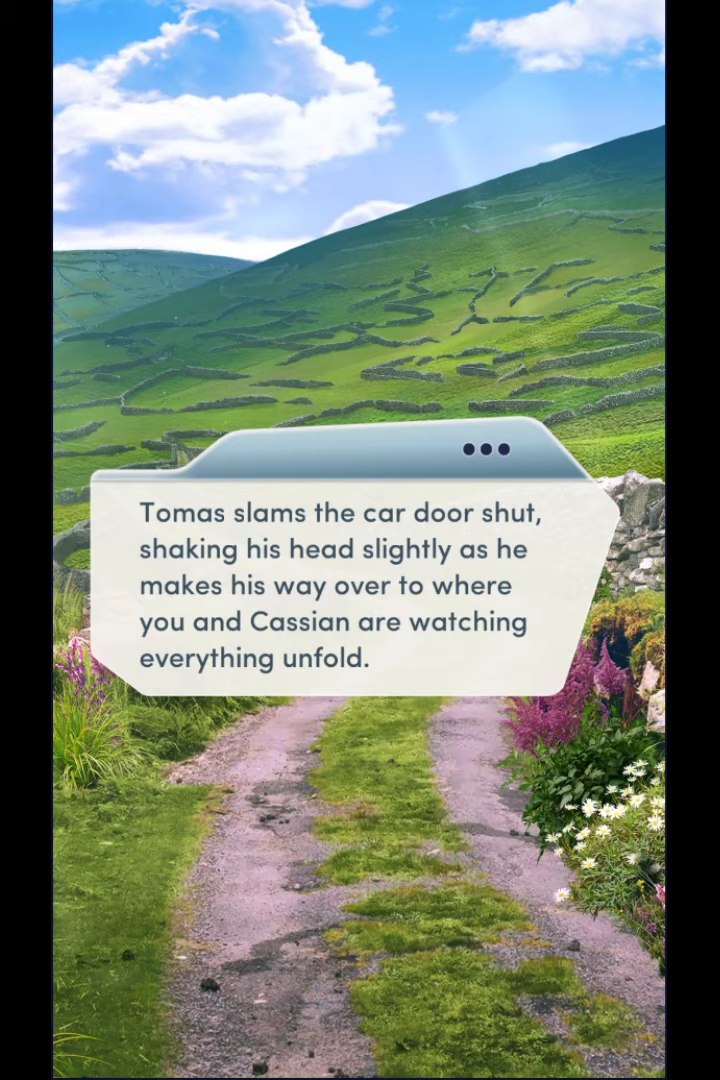 Tomas slams the car door shut,
shaking his head slightly as he
makes his way over to where
you and Cassian are watching
everything unfold.